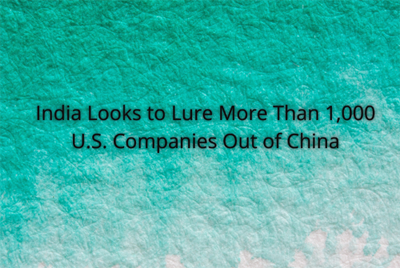 India Looks to Lure More Than 1,000
U.S. Companies Out of China